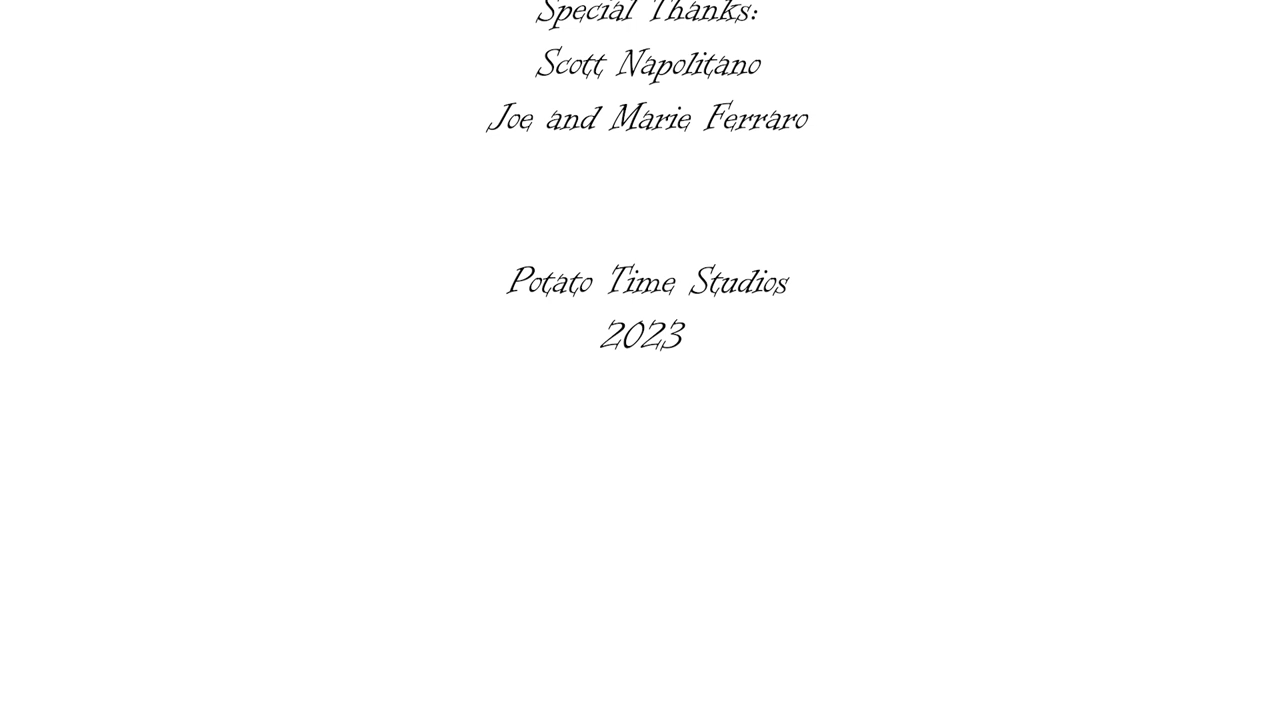 Special Thanks:
Scott Napolitano
Joe and Marie Ferraro
Potato Time Studios
2023